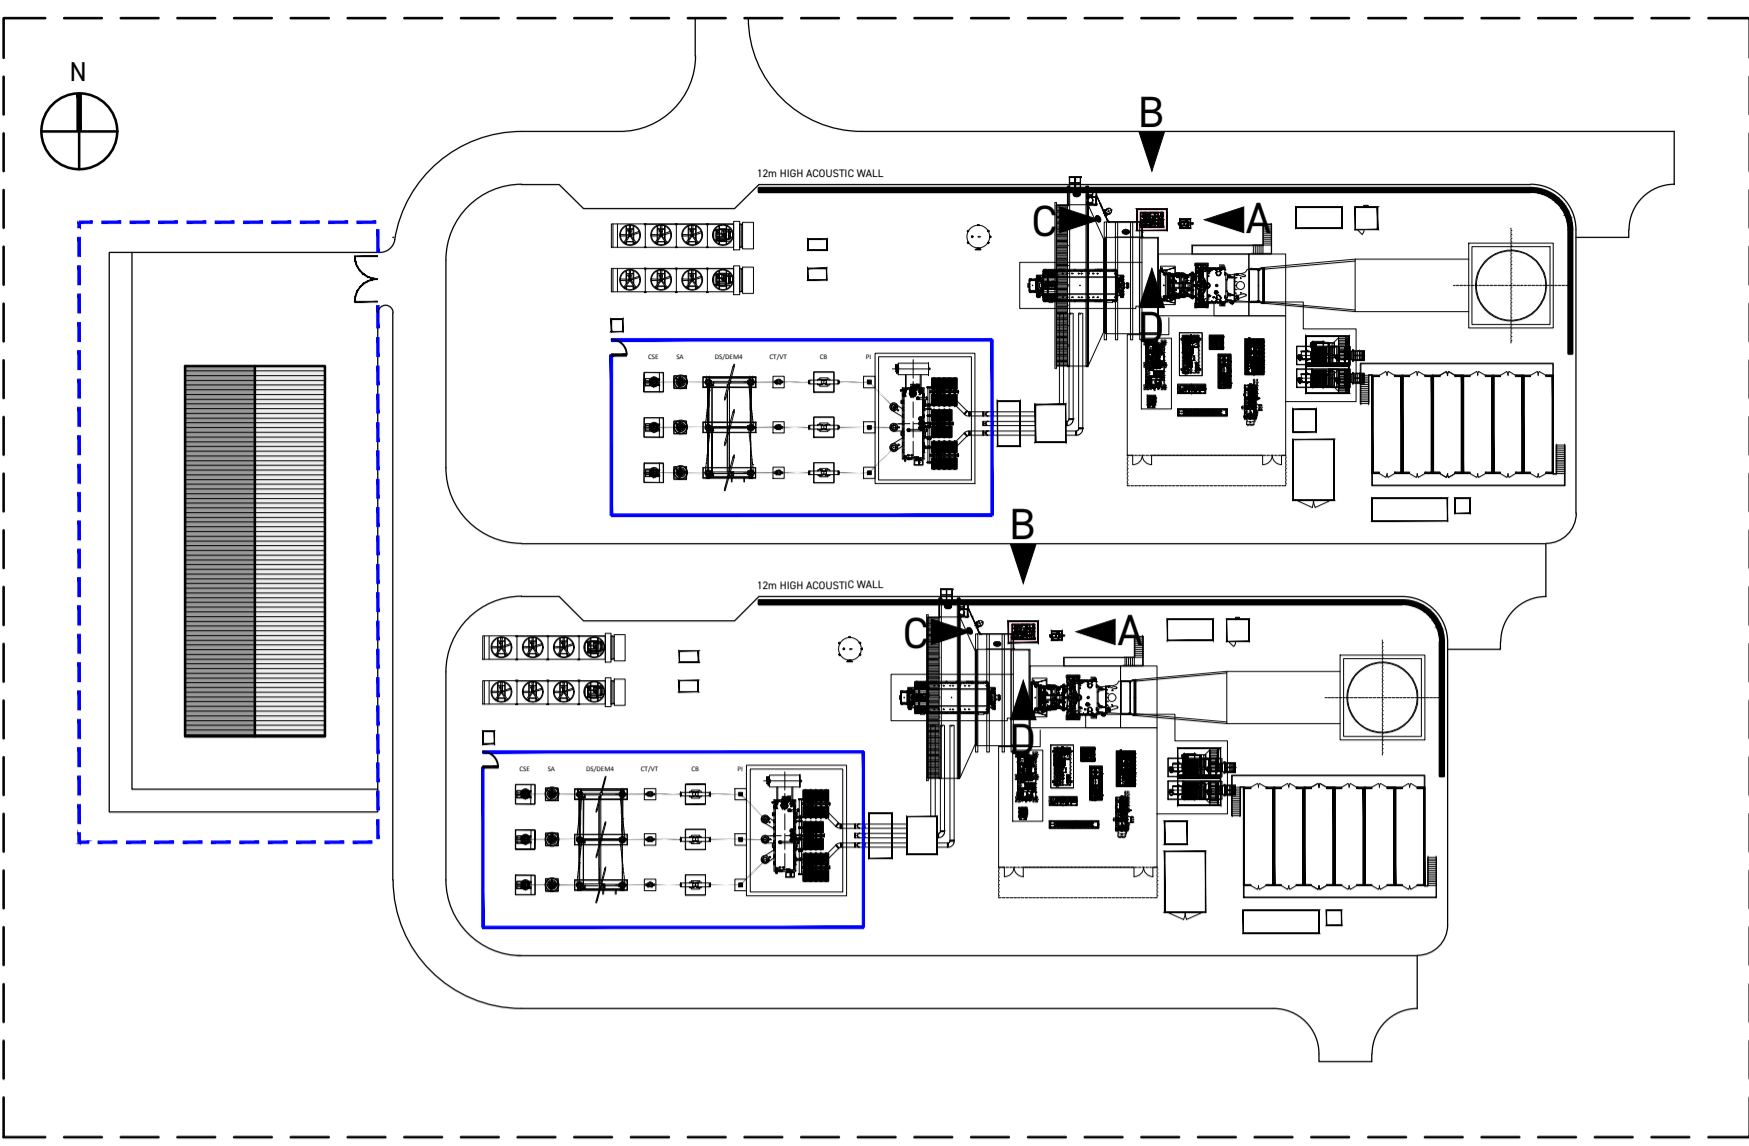 N
B
12m HIGH ACOUSTIC WALL
C
A
D
CSE SA DS/DEM4 CT/VT CB PI
B
12m HIGH ACOUSTIC WALL
C
A
D
CSE SA DS/DEM4 CT/VT CB PI